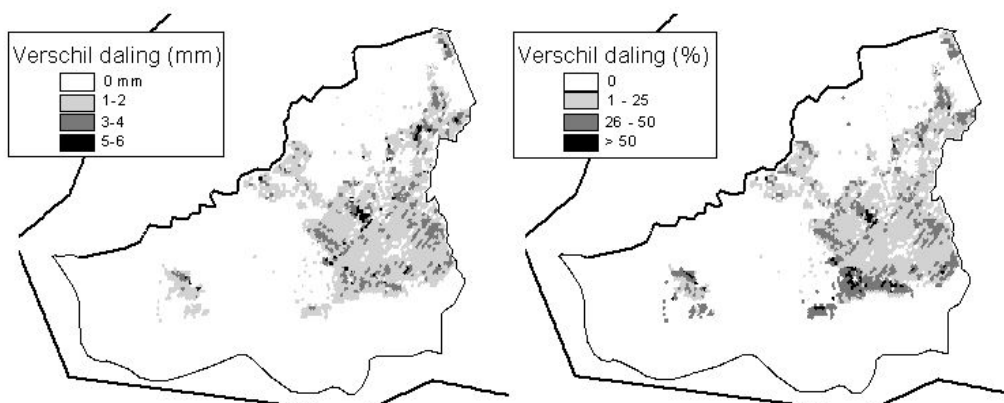 Verschil daling (mm)
0 mm
1-2
3-4
5-6
Verschil daling (%)
0
1 - 25
26 - 50
> 50